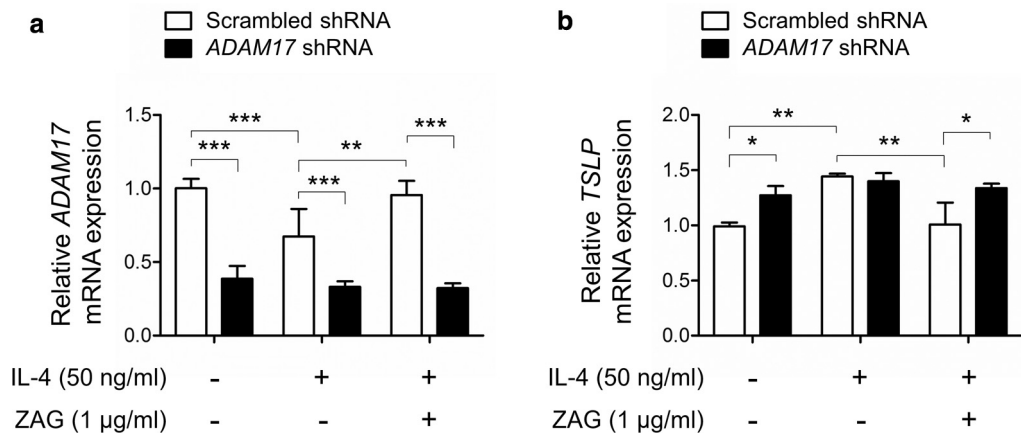 a
Scrambled shRNA
ADAM17 shRNA
Relative ADAM17
mRNA expression
1.5
1.0
0.5
0.0
***
***
***
**
***
IL-4 (50 ng/ml) - + +
ZAG (1 µg/ml) - - +
b
Scrambled shRNA
ADAM17 shRNA
Relative TSLP
mRNA expression
2.0
1.5
1.0
0.5
0.0
**
*
**
*
IL-4 (50 ng/ml) - + +
ZAG (1 µg/ml) - - +